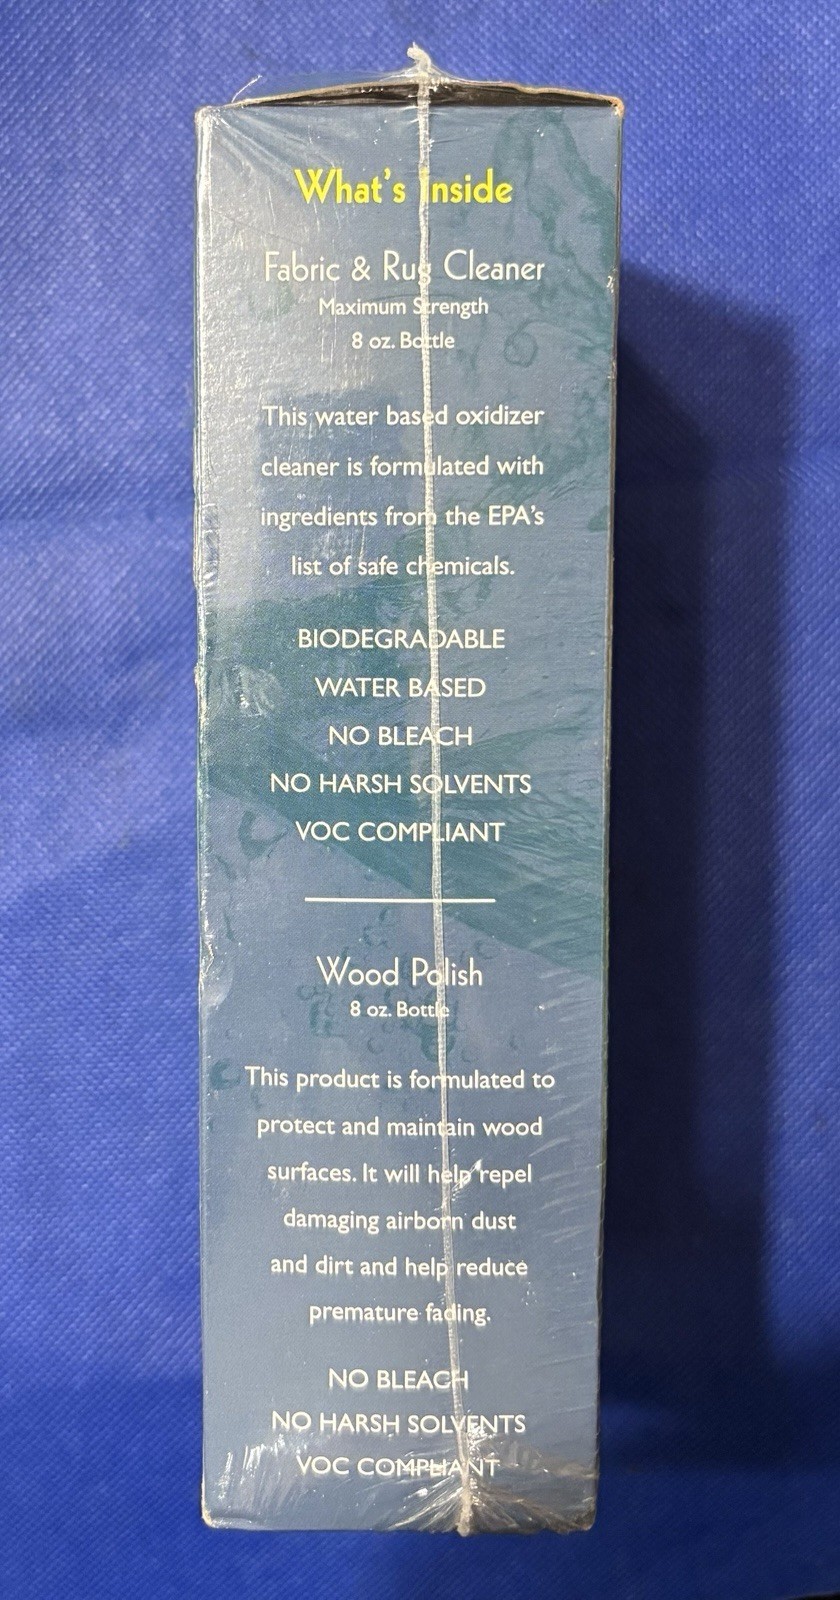 What's Inside
Fabric & Rug Cleaner
Maximum Strength
8 oz. Bottle
This water based oxidizer
cleaner is formulated with
ingredients from the EPA's
list of safe chemicals.
BIODEGRADABLE
WATER BASED
NO BLEACH
NO HARSH SOLVENTS
VOC COMPLIANT
Wood Polish
8 oz. Bottle
This product is formulated to
protect and maintain wood
surfaces. It will help repel
damaging airborn dust
and dirt and help reduce
premature fading.
NO BLEACH
NO HARSH SOLVENTS
VOC COMPLIANT